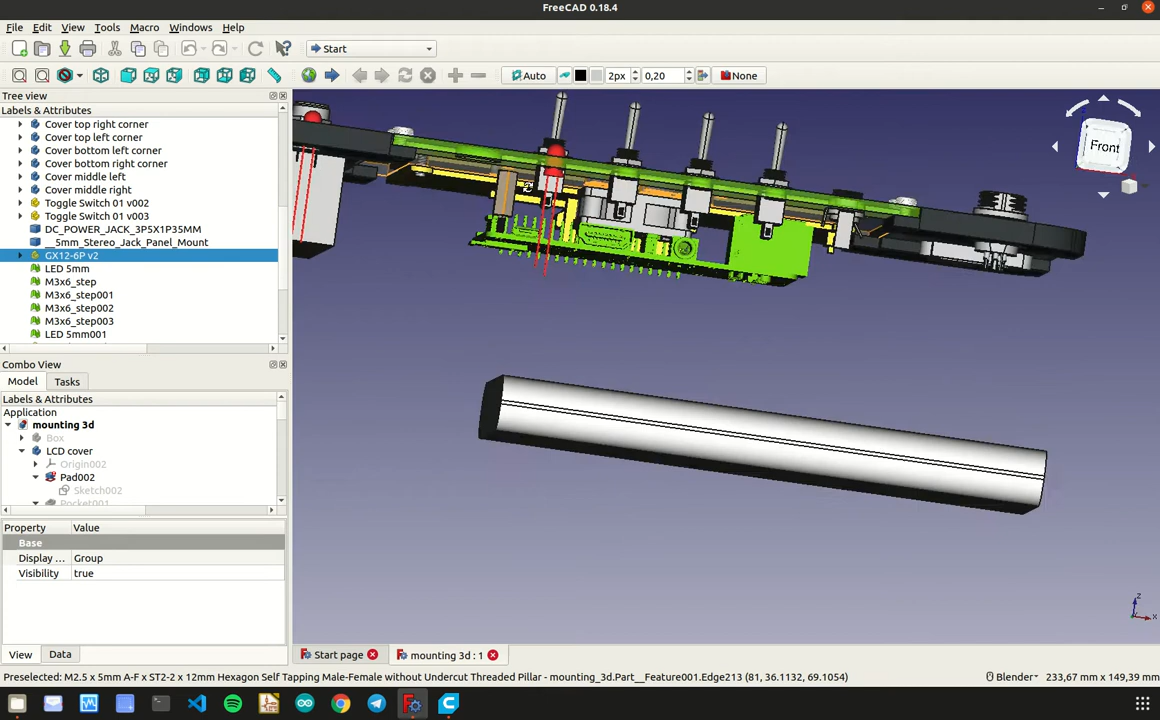 FreeCAD 0.18.4
File Edit View Tools Macro Windows Help
Start
Auto 2px 0,20 None
Tree view
Labels & Attributes
Cover top right corner
Cover top left corner
Cover bottom left corner
Cover bottom right corner
Cover middle left
Cover middle right
Toggle Switch 01 v002
Toggle Switch 01 v003
DC_POWER_JACK_3P5X1P35MM
__5mm_Stereo_Jack_Panel_Mount
GX12-6P v2
LED 5mm
M3x6_step
M3x6_step001
M3x6_step002
M3x6_step003
LED 5mm001
Front
z
x
Combo View
Model Tasks
Labels & Attributes
Application
mounting 3d
Box
LCD cover
Origin002
Pad002
Sketch002
Pocket001
Property Value
Base
Display ... Group
Visibility true
View Data
Start page mounting 3d : 1
Preselected: M2.5 x 5mm A-F x ST2-2 x 12mm Hexagon Self Tapping Male-Female without Undercut Threaded Pillar - mounting_3d.Part__Feature001.Edge213 (81, 36.1132, 69.1054) Blender 233,67 mm x 149,39 mm